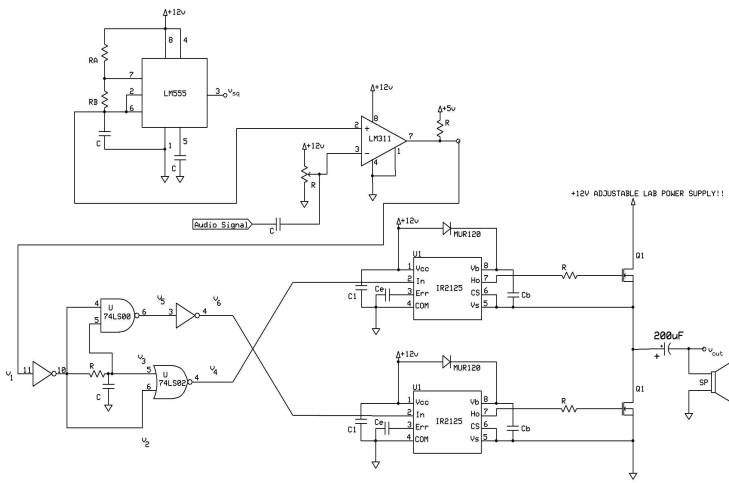 +12v
8
4
RA
7
LM555
3
Vsq
2
RB
6
C
1
5
C
+12v
+5v
R
8
2
+
LM311
7
3
-
4
1
+12v
R
Audio Signal
C
+12V ADJUSTABLE LAB POWER SUPPLY!!
+12v
MUR120
U1
1
Vcc
Vb
8
2
In
Ho
7
3
Err
CS
6
4
COM
Vs
5
IR2125
C1
Ce
Cb
R
Q1
U
4
5
74LS00
6
V5
3
4
V6
V1
11
10
R
V3
C
5
6
U
74LS02
4
V4
V2
200uF
+
Vout
SP
+12v
MUR120
U1
1
Vcc
Vb
8
2
In
Ho
7
3
Err
CS
6
4
COM
Vs
5
IR2125
C1
Ce
Cb
R
Q1